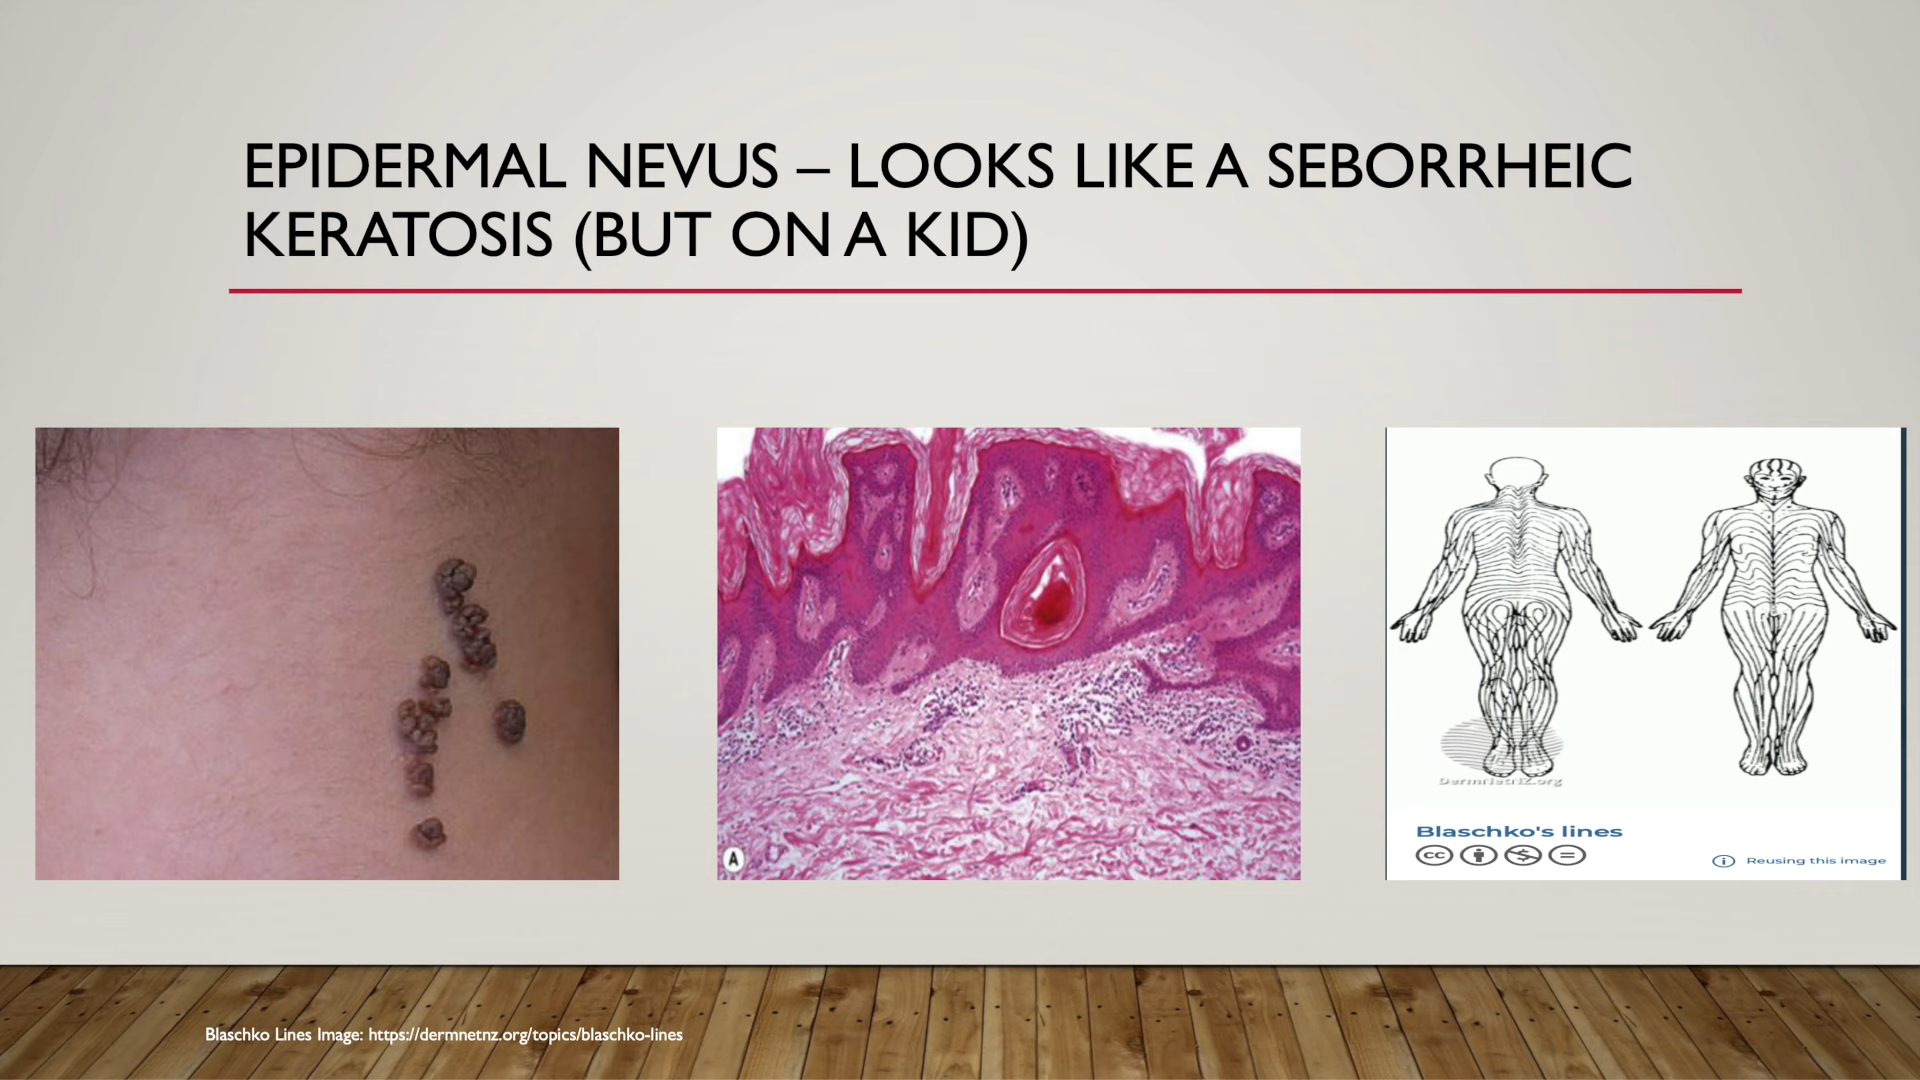 EPIDERMAL NEVUS – LOOKS LIKE A SEBORRHEIC
KERATOSIS (BUT ON A KID)
A
DermNetNZ.org
Blaschko's lines
cc
Reusing this image
Blaschko Lines Image: https://dermnetnz.org/topics/blaschko-lines